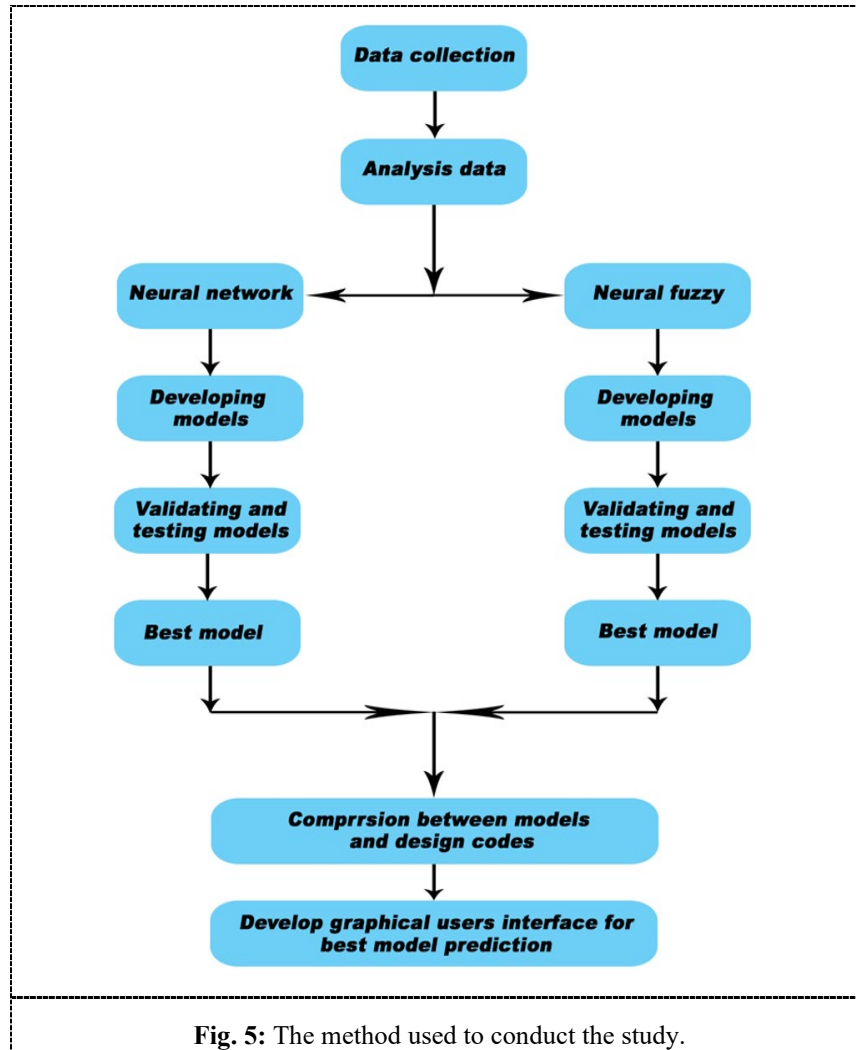 Data collection
Analysis data
Neural network
Neural fuzzy
Developing
models
Developing
models
Validating and
testing models
Validating and
testing models
Best model
Best model
Comprrsion between models
and design codes
Develop graphical users interface for
best model prediction
Fig. 5: The method used to conduct the study.